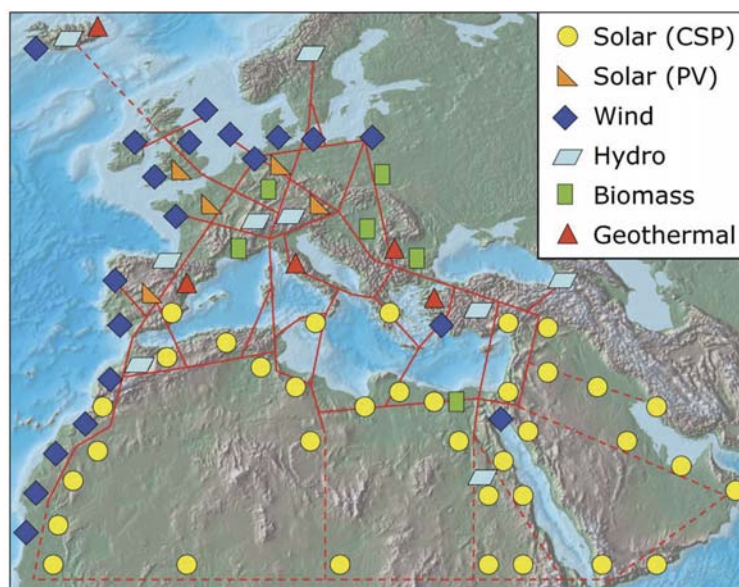 Solar (CSP)
Solar (PV)
Wind
Hydro
Biomass
Geothermal